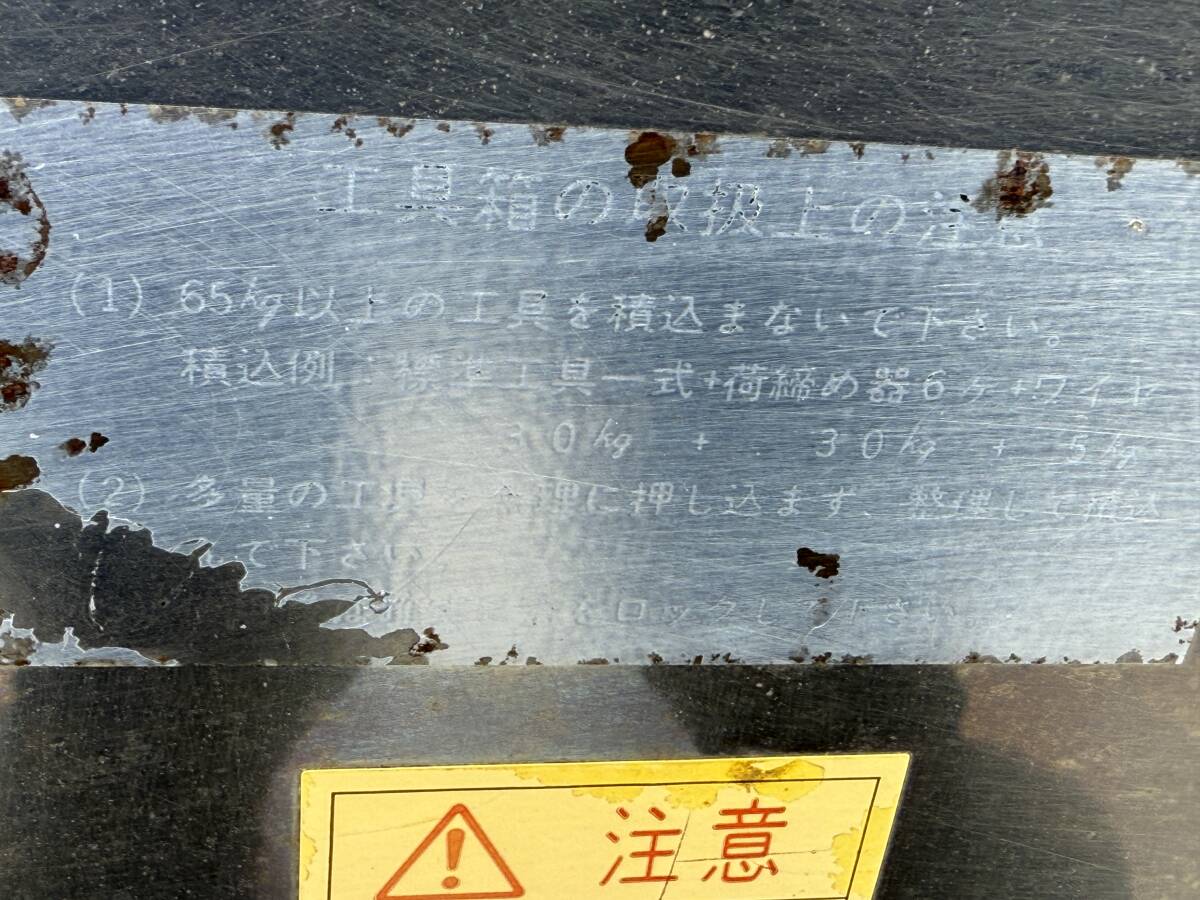 工具箱の取扱上の注意
(1) 65kg以上の工具を積込まないで下さい。
積込例 標準工具一式+荷締め器6ヶ+ワイヤ
30kg + 30kg + 5kg
(2) 多量の工具 無理に押し込まず、整理して積込
んで下さい
をロックして下さい。
注意